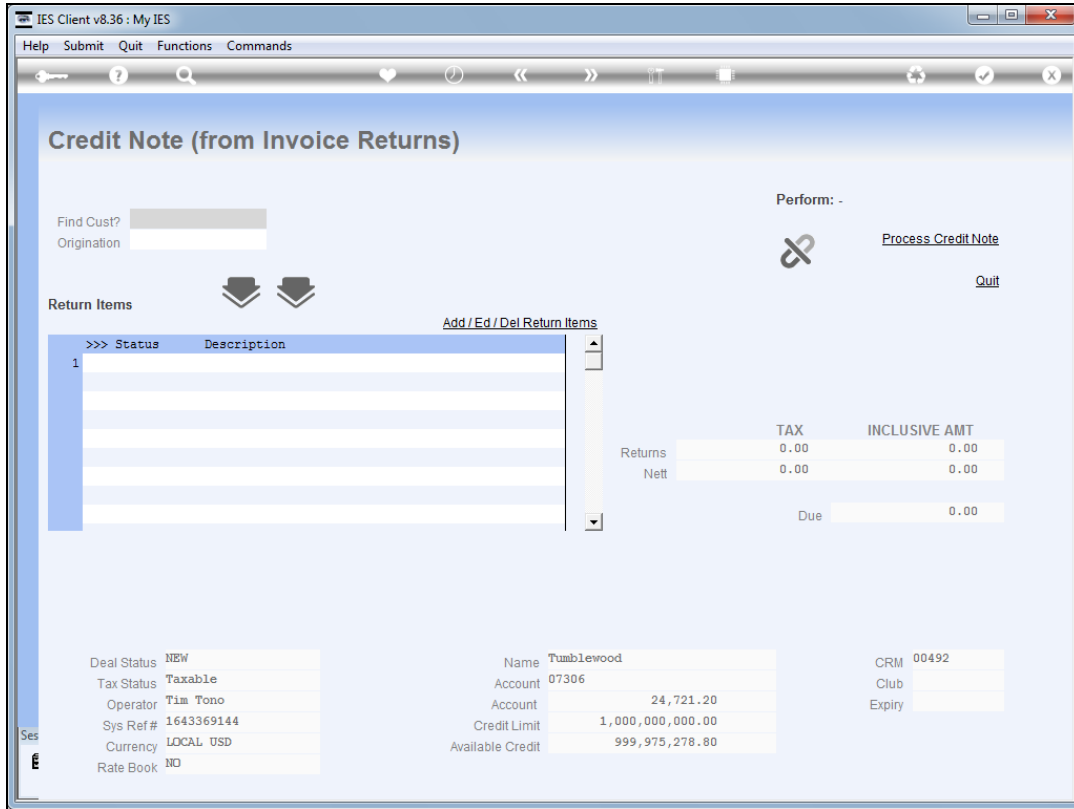 IES Client v8.36 : My IES
Help Submit Quit Functions Commands
Credit Note (from Invoice Returns)
Perform: -
Find Cust?
Origination
Process Credit Note
Quit
Return Items
Add / Ed / Del Return Items
>>> Status Description
1
TAX INCLUSIVE AMT
Returns 0.00 0.00
Nett 0.00 0.00
Due 0.00
Deal Status NEW Name Tumblewood CRM 00492
Tax Status Taxable Account 07306 Club
Operator Tim Tono Account 24,721.20 Expiry
Sys Ref # 1643369144 Credit Limit 1,000,000,000.00
Currency LOCAL USD Available Credit 999,975,278.80
Rate Book NO
Ses